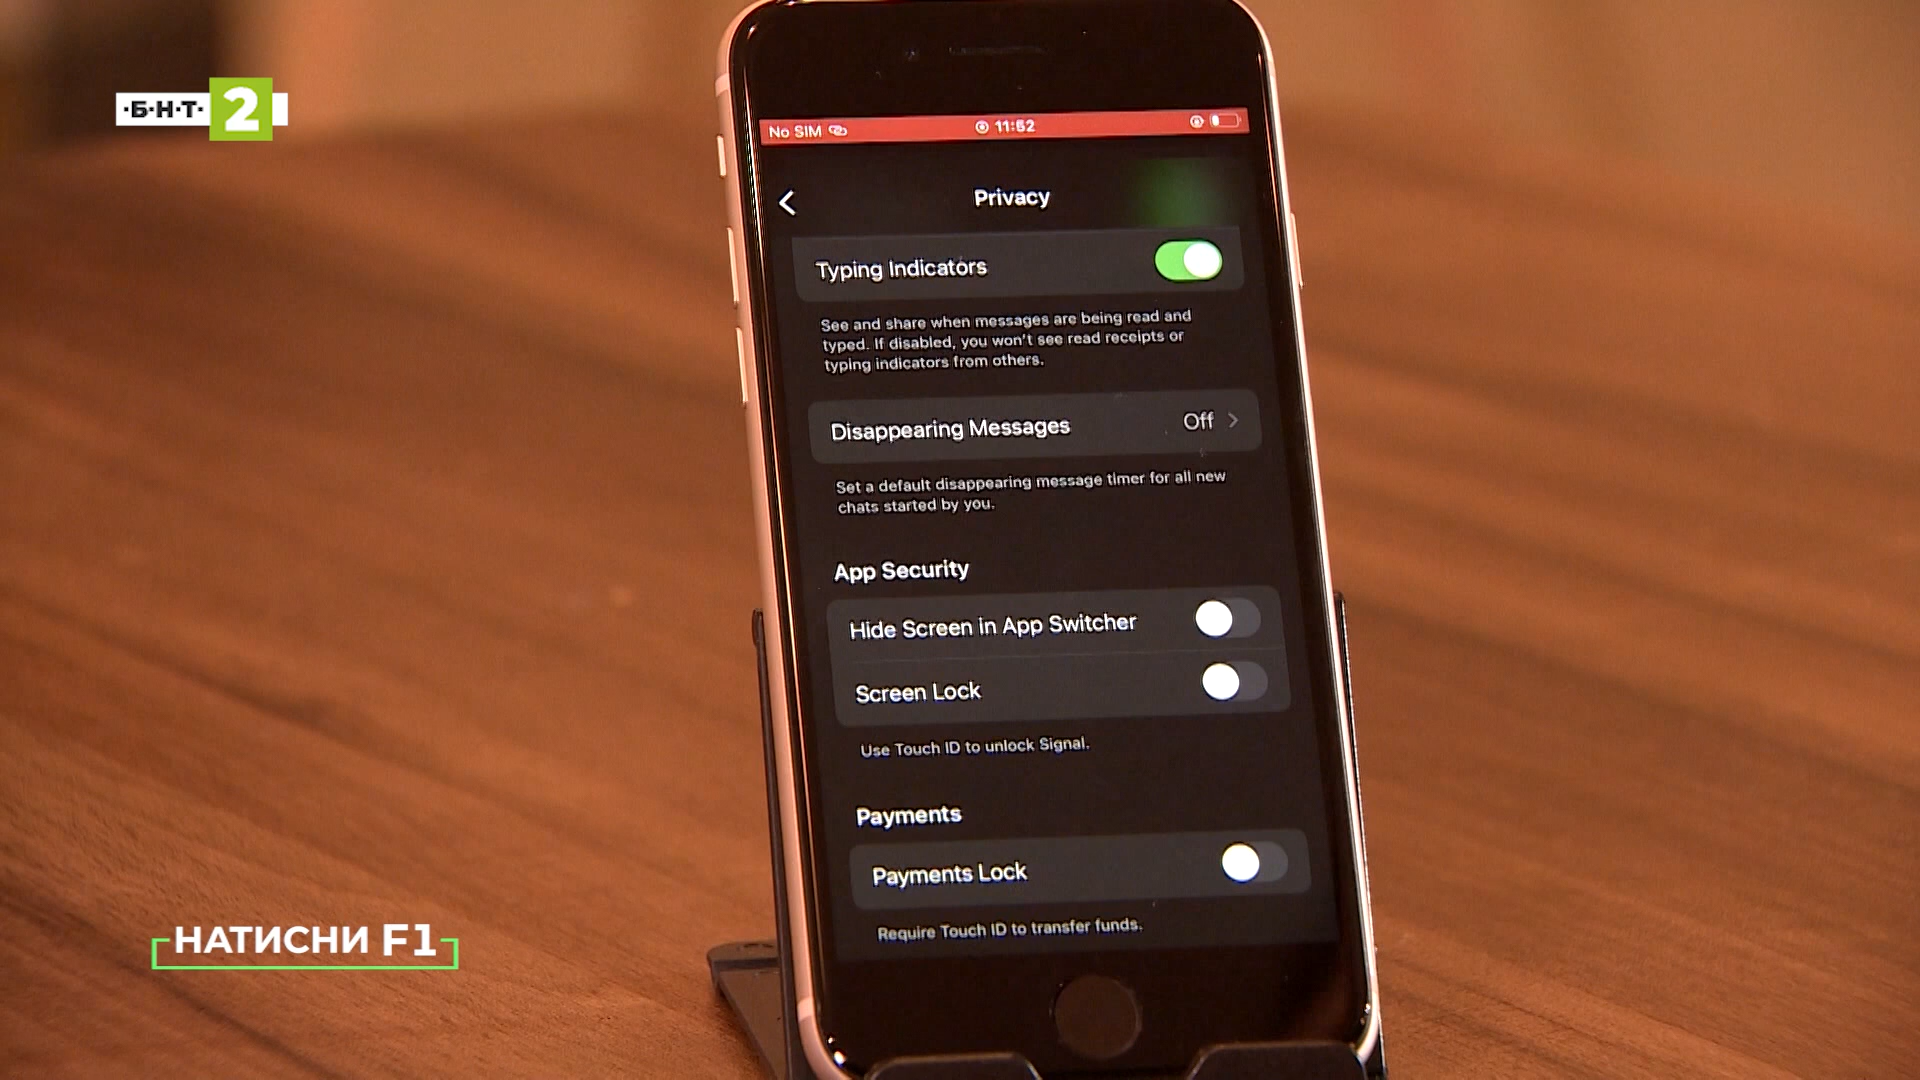 ·Б·Н·Т· 2
No SIM 11:52
Privacy
Typing Indicators
See and share when messages are being read and
typed. If disabled, you won't see read receipts or
typing indicators from others.
Disappearing Messages Off
Set a default disappearing message timer for all new
chats started by you.
App Security
Hide Screen in App Switcher
Screen Lock
Use Touch ID to unlock Signal.
Payments
Payments Lock
Require Touch ID to transfer funds.
НАТИСНИ F1